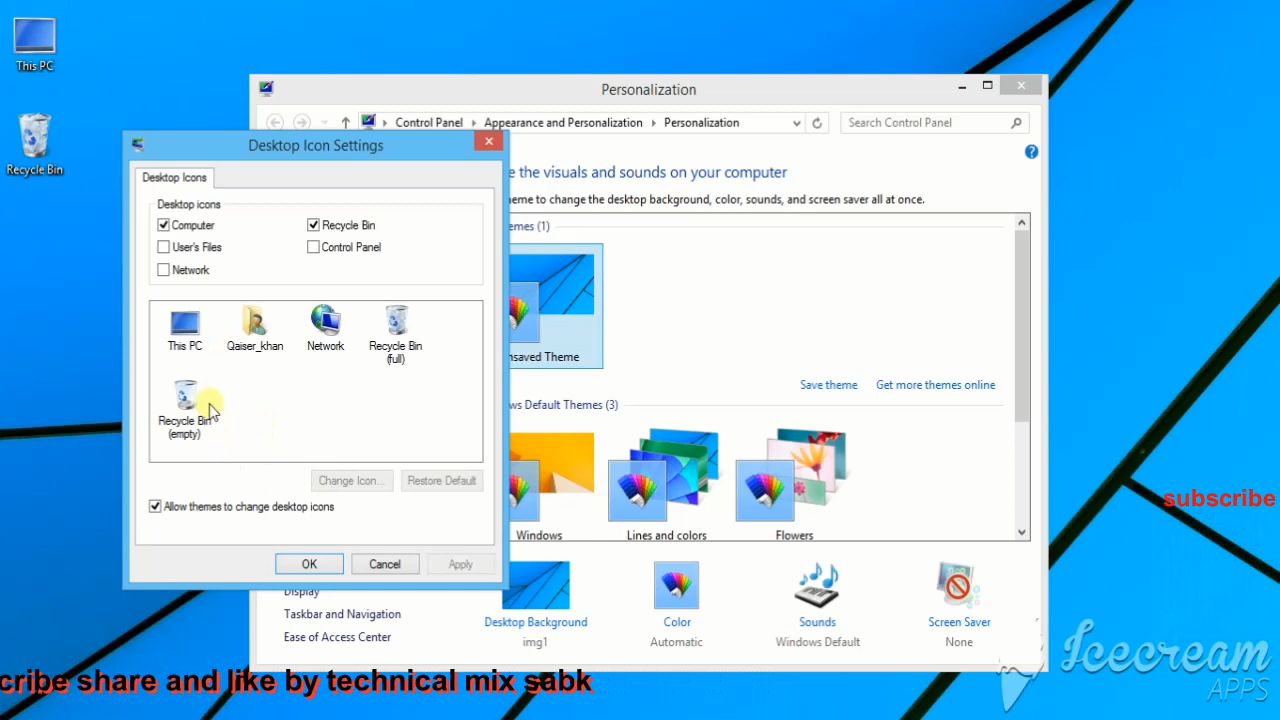 This PC
Recycle Bin
Personalization
Control Panel
Appearance and Personalization
Personalization
Search Control Panel
Desktop Icon Settings
Desktop Icons
Desktop icons
Computer
Recycle Bin
User's Files
Control Panel
Network
This PC
Qaiser_khan
Network
Recycle Bin
(full)
Recycle Bin
(empty)
Change Icon...
Restore Default
Allow themes to change desktop icons
OK
Cancel
Apply
e the visuals and sounds on your computer
heme to change the desktop background, color, sounds, and screen saver all at once.
emes (1)
nsaved Theme
Save theme
Get more themes online
ws Default Themes (3)
Windows
Lines and colors
Flowers
Display
Taskbar and Navigation
Ease of Access Center
Desktop Background
img1
Color
Automatic
Sounds
Windows Default
Screen Saver
None
subscribe
cribe share and like by technical mix sabk
Icecream
APPS